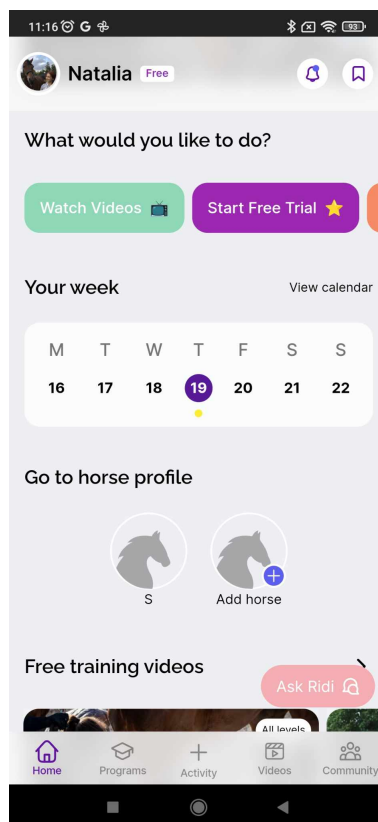 11:16
93
Natalia Free
What would you like to do?
Watch Videos Start Free Trial
Your week View calendar
M T W T F S S
16 17 18 19 20 21 22
Go to horse profile
S Add horse
Free training videos
Ask Ridi
All levels
Home Programs Activity Videos Community